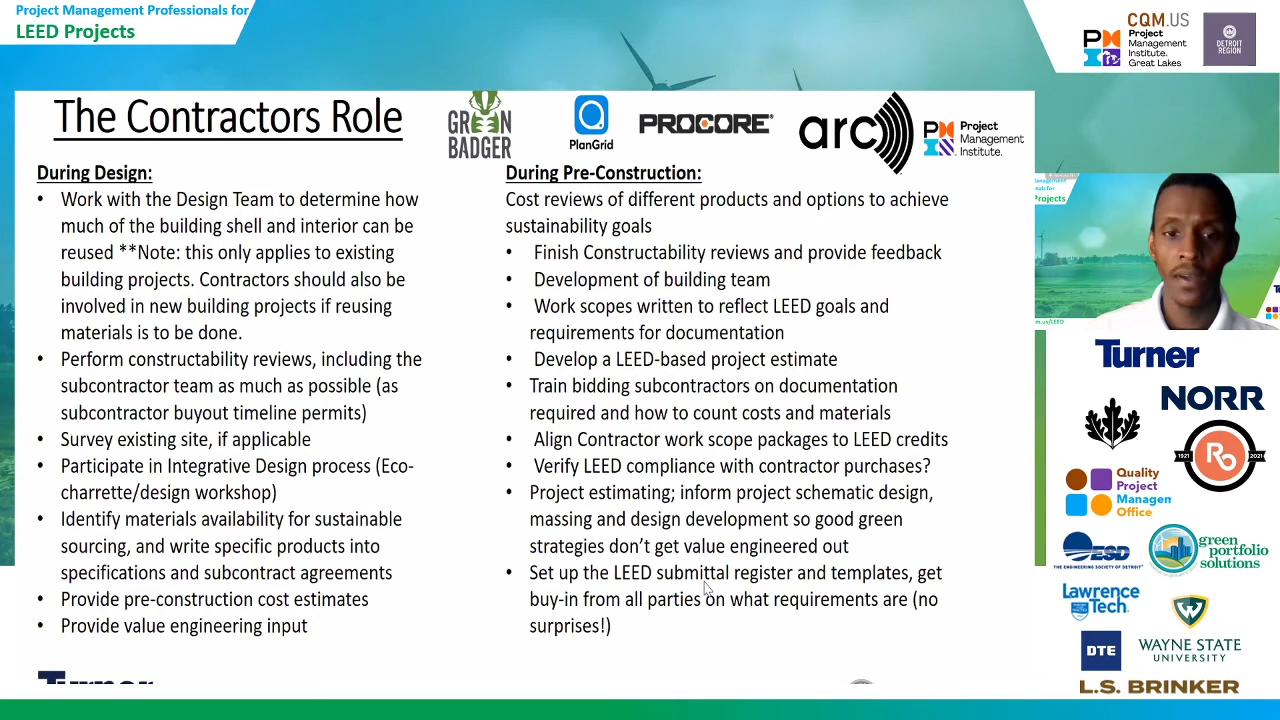 Project Management Professionals for
LEED Projects
CQM.US
Project
Management
Institute.
Great Lakes
DETROIT
REGION
The Contractors Role
GREEN
BADGER
PlanGrid
PROCORE
arc
Project
Management
Institute.
During Design:
• Work with the Design Team to determine how
much of the building shell and interior can be
reused **Note: this only applies to existing
building projects. Contractors should also be
involved in new building projects if reusing
materials is to be done.
• Perform constructability reviews, including the
subcontractor team as much as possible (as
subcontractor buyout timeline permits)
• Survey existing site, if applicable
• Participate in Integrative Design process (Eco-
charrette/design workshop)
• Identify materials availability for sustainable
sourcing, and write specific products into
specifications and subcontract agreements
• Provide pre-construction cost estimates
• Provide value engineering input
During Pre-Construction:
Cost reviews of different products and options to achieve
sustainability goals
• Finish Constructability reviews and provide feedback
• Development of building team
• Work scopes written to reflect LEED goals and
requirements for documentation
• Develop a LEED-based project estimate
• Train bidding subcontractors on documentation
required and how to count costs and materials
• Align Contractor work scope packages to LEED credits
• Verify LEED compliance with contractor purchases?
• Project estimating; inform project schematic design,
massing and design development so good green
strategies don't get value engineered out
• Set up the LEED submittal register and templates, get
buy-in from all parties on what requirements are (no
surprises!)
Turner
Turner
NORR
1921
Ro
2021
Quality
Project
Managen
Office
ESD
THE ENGINEERING SOCIETY OF DETROIT
green
portfolio
solutions
Lawrence
Tech
W
DTE
WAYNE STATE
UNIVERSITY
L.S. BRINKER